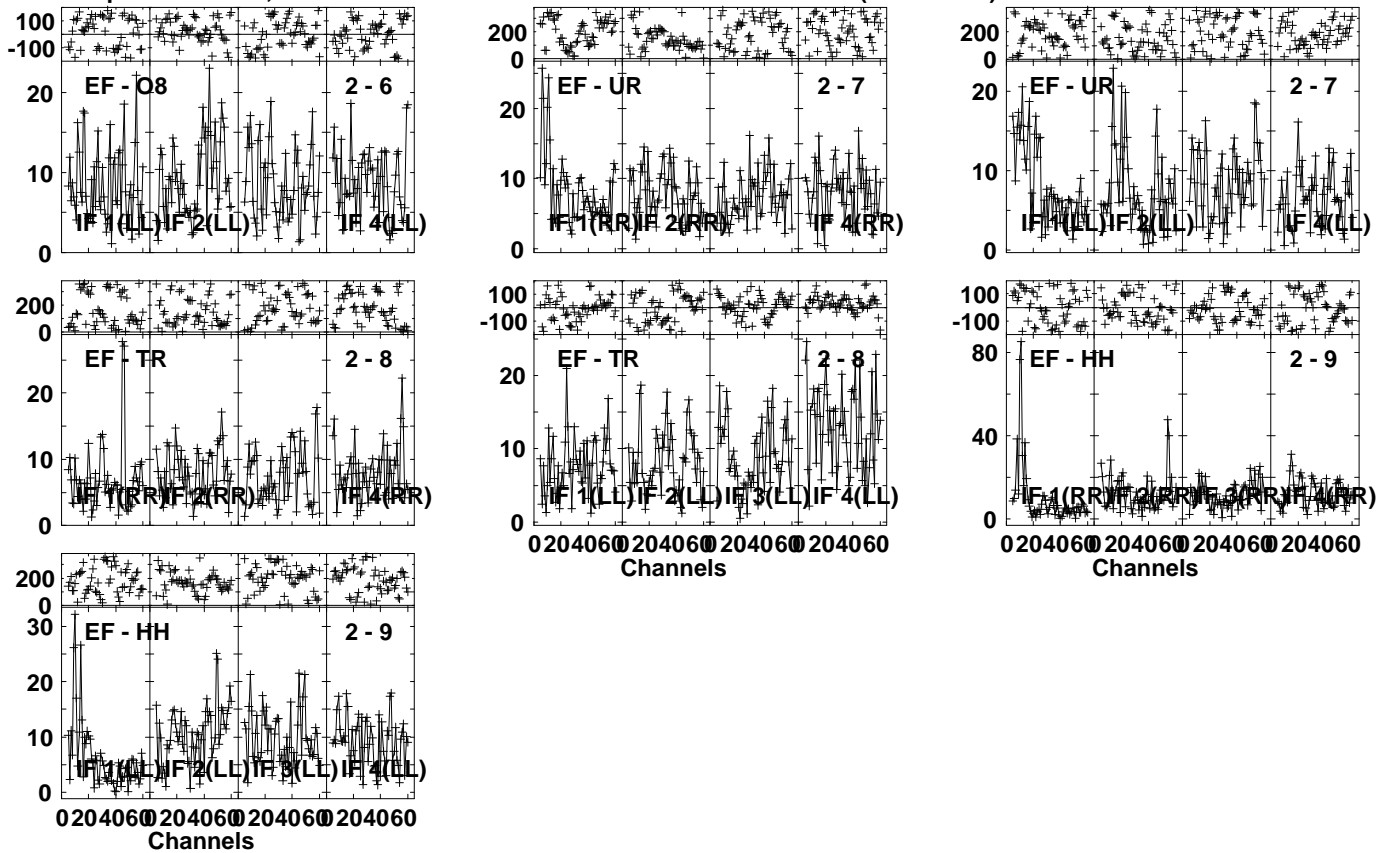 100
-100
EF - O8 2 - 6
20
10
IF 1(LL) IF 2(LL) IF 4(LL)
0
200
0
EF - UR 2 - 7
20
10
IF 1(RR) IF 2(RR) IF 4(RR)
0
200
0
EF - UR 2 - 7
20
10
IF 1(LL) IF 2(LL) IF 4(LL)
0
200
0
EF - TR 2 - 8
20
10
IF 1(RR) IF 2(RR) IF 4(RR)
0
100
-100
EF - TR 2 - 8
20
10
IF 1(LL) IF 2(LL) IF 3(LL) IF 4(LL)
0
0 20 40 60 0 20 40 60 0 20 40 60 0 20 40 60
Channels
100
-100
EF - HH 2 - 9
80
40
IF 1(RR) IF 2(RR) IF 3(RR) IF 4(RR)
0
0 20 40 60 0 20 40 60 0 20 40 60 0 20 40 60
Channels
200
0
EF - HH 2 - 9
30
20
10
IF 1(LL) IF 2(LL) IF 3(LL) IF 4(LL)
0
0 20 40 60 0 20 40 60 0 20 40 60 0 20 40 60
Channels